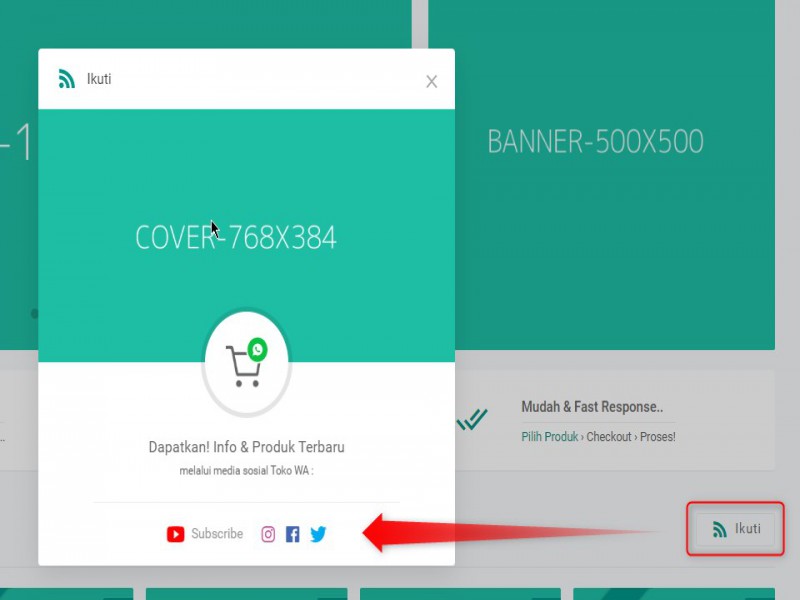 Ikuti
X
-1
COVER-768X384
BANNER-500X500
Dapatkan! Info & Produk Terbaru
melalui media sosial Toko WA :
Subscribe
Mudah & Fast Response..
Pilih Produk › Checkout › Proses!
..
Ikuti